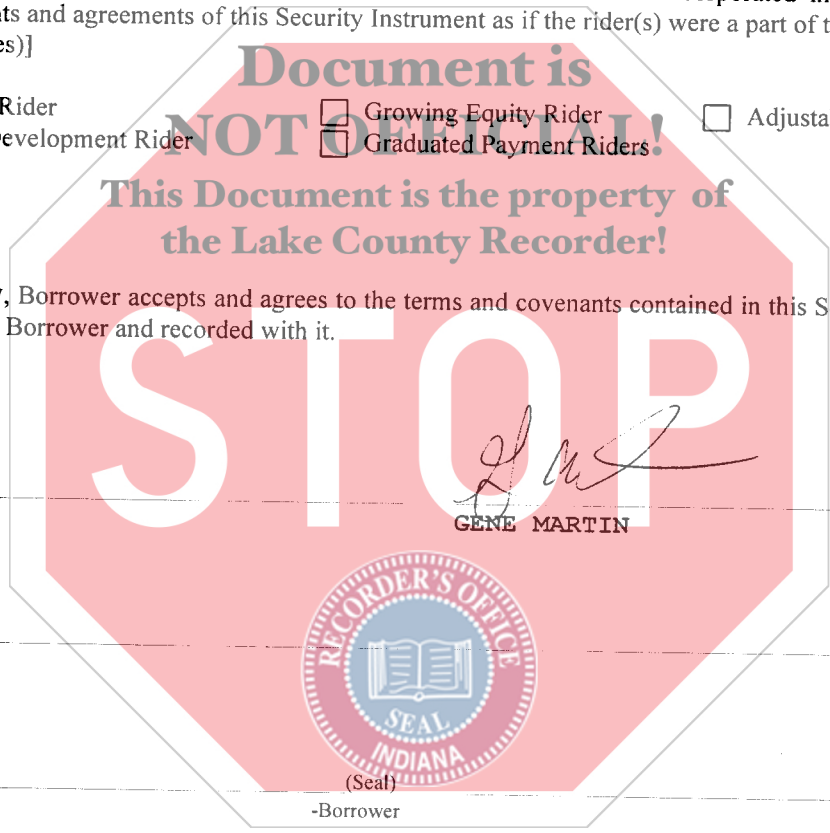 nts and agreements of this Security Instrument as if the rider(s) were a part of t
es)]
Document is
Rider
Growing Equity Rider
Adjusta
NOT OFFICIAL!
evelopment Rider
Graduated Payment Riders
This Document is the property of
the Lake County Recorder!
, Borrower accepts and agrees to the terms and covenants contained in this S
Borrower and recorded with it.
STOP
GENE MARTIN
RECORDER'S OFFICE
SEAL
INDIANA
(Seal)
-Borrower